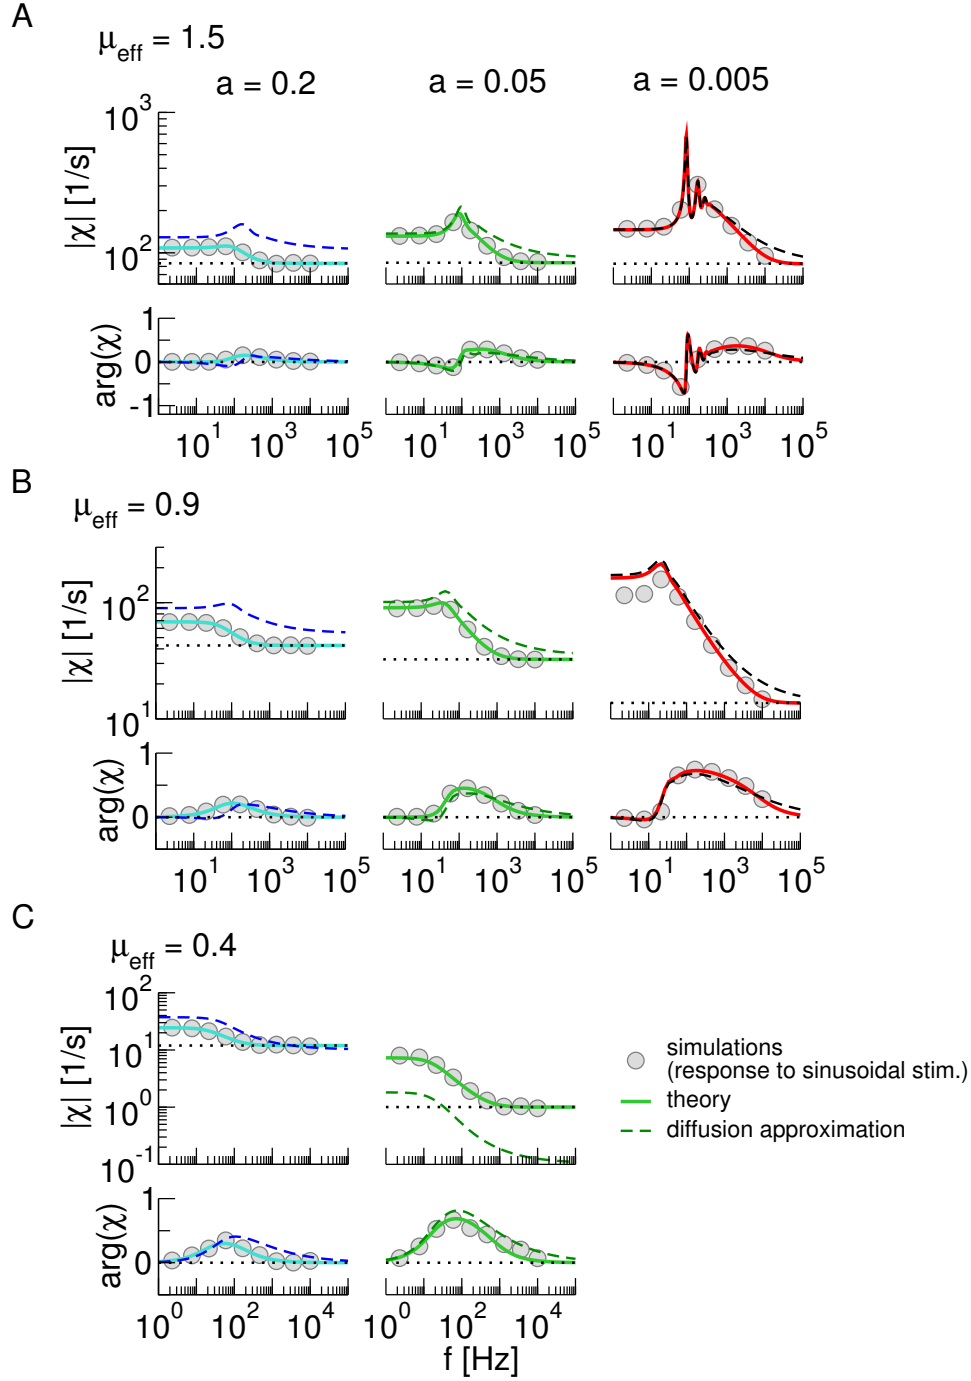 A
μeff = 1.5
a = 0.2
a = 0.05
a = 0.005
|χ| [1/s]
10^3
10^2
arg(χ)
1
0
-1
10^1 10^3 10^5
10^1 10^3 10^5
10^1 10^3 10^5
B
μeff = 0.9
|χ| [1/s]
10^2
10^1
arg(χ)
1
0
10^1 10^3 10^5
10^1 10^3 10^5
10^1 10^3 10^5
C
μeff = 0.4
|χ| [1/s]
10^2
10^1
10^0
10^-1
arg(χ)
1
0
10^0 10^2 10^4
10^0 10^2 10^4
f [Hz]
simulations
(response to sinusoidal stim.)
theory
diffusion approximation